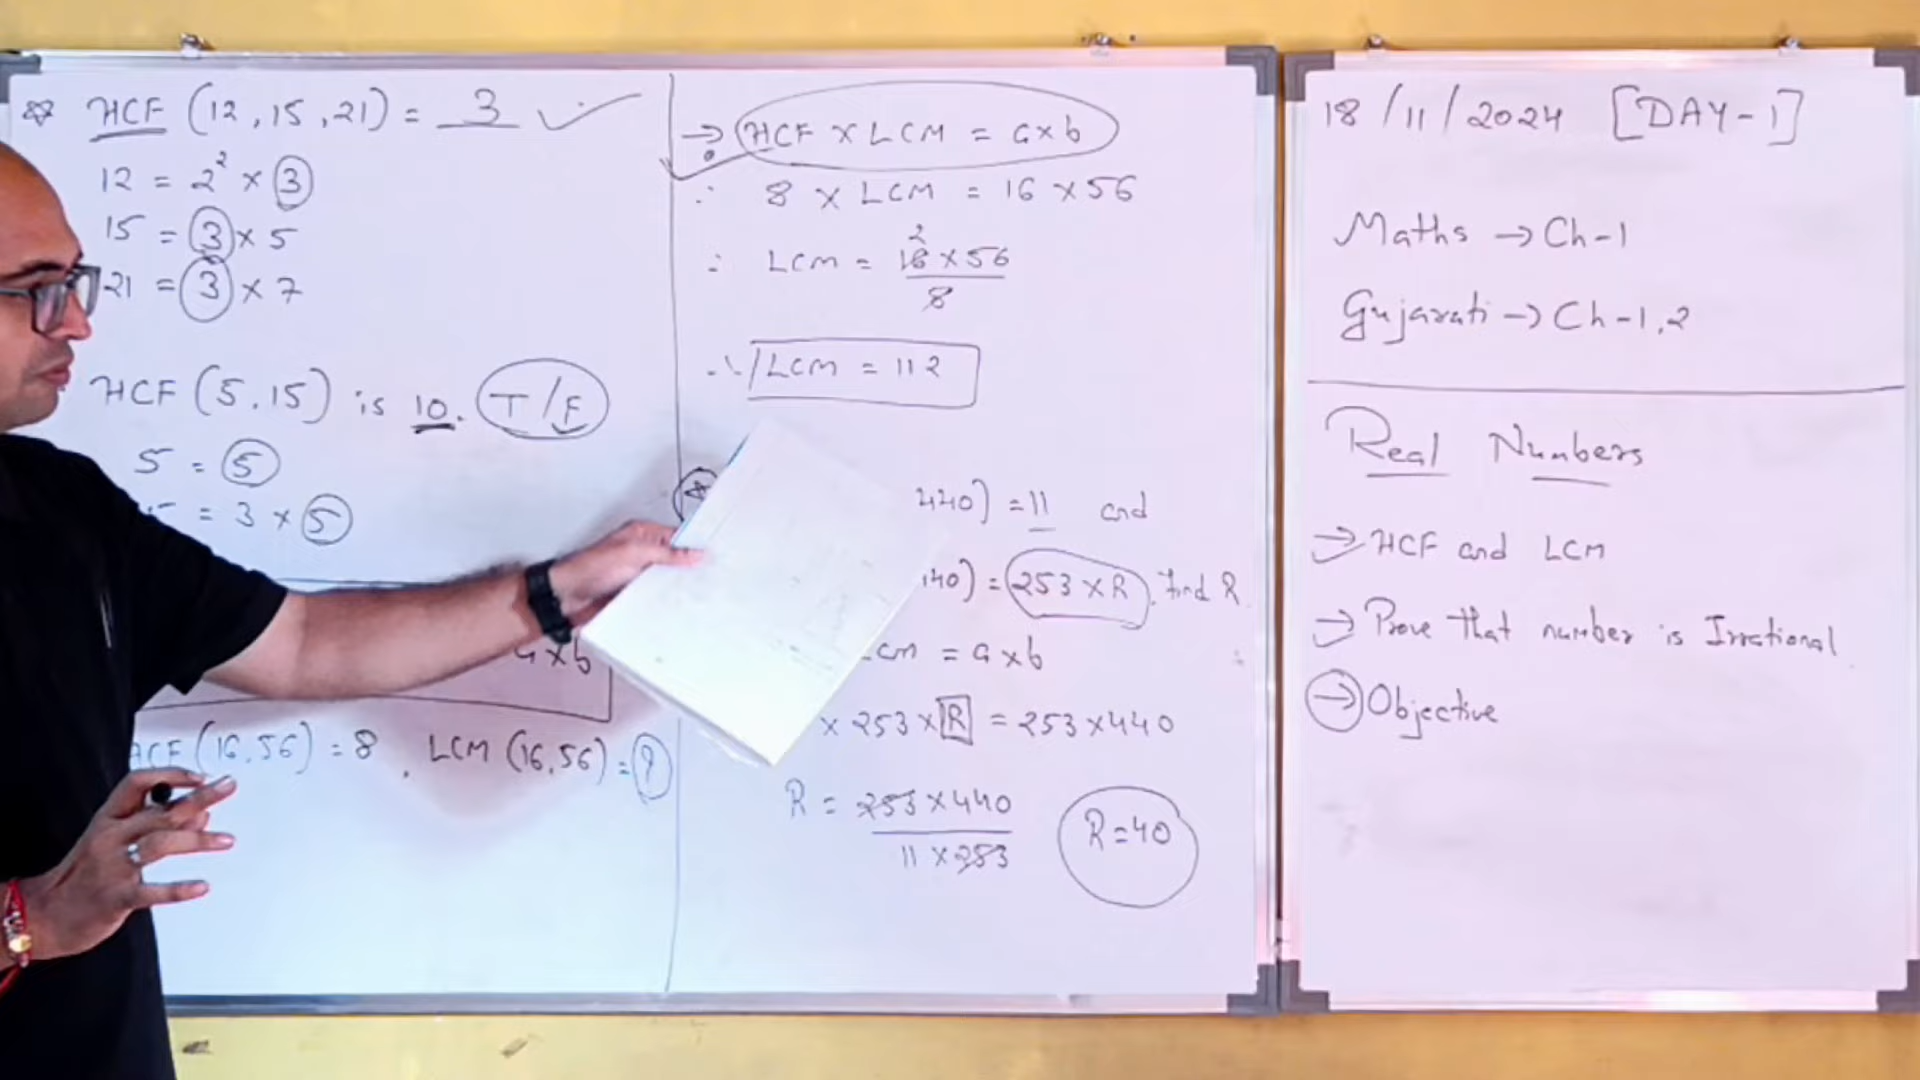 ☆ HCF (12, 15, 21) = 3 ✓
12 = 2² × 3
15 = 3 × 5
21 = 3 × 7
HCF (5, 15) is 10. T/F
5 = 5
= 3 × 5
a × b
HCF (16, 56) = 8 , LCM (16, 56) = ?
→ HCF × LCM = a × b
∴ 8 × LCM = 16 × 56
∴ LCM = 16 × 56
2
8
∴ LCM = 112
440) = 11 and
253 × R . Find R.
= a × b
× 253 × R = 253 × 440
R = 253 × 440
11 × 253
R = 40
18/11/2024 [DAY-1]
Maths → Ch-1
Gujarati → Ch-1,2
Real Numbers
→ HCF and LCM
→ Prove that number is Irrational
→ Objective